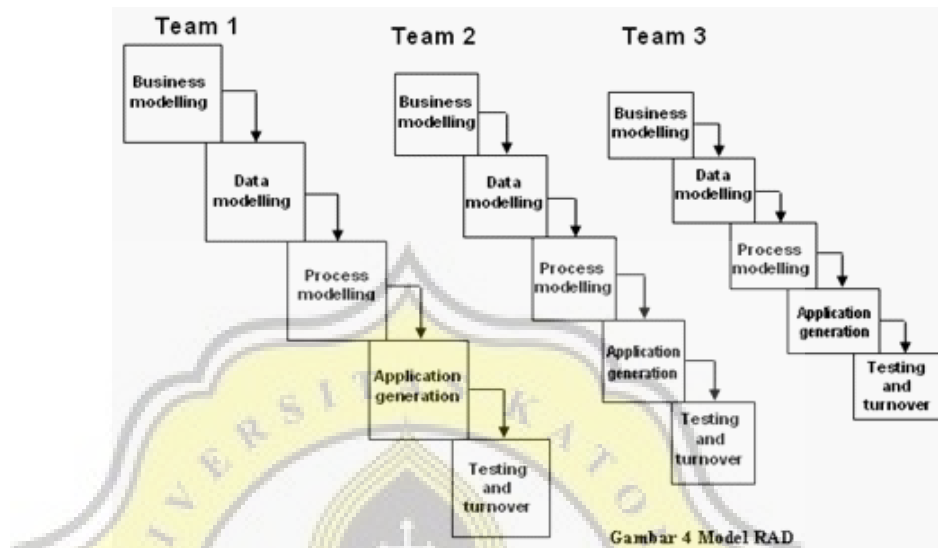 Team 1
Business
modelling
Data
modelling
Process
modelling
Application
generation
Testing
and
turnover
Team 2
Business
modelling
Data
modelling
Process
modelling
Application
generation
Testing
and
turnover
Team 3
Business
modelling
Data
modelling
Process
modelling
Application
generation
Testing
and
turnover
Gambar 4 Model RAD